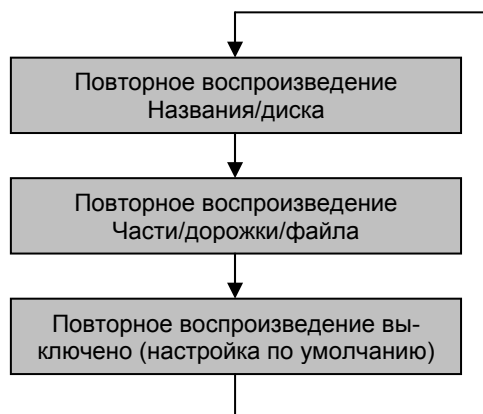 Повторное воспроизведение
Названия/диска
Повторное воспроизведение
Части/дорожки/файла
Повторное воспроизведение вы-
ключено (настройка по умолчанию)